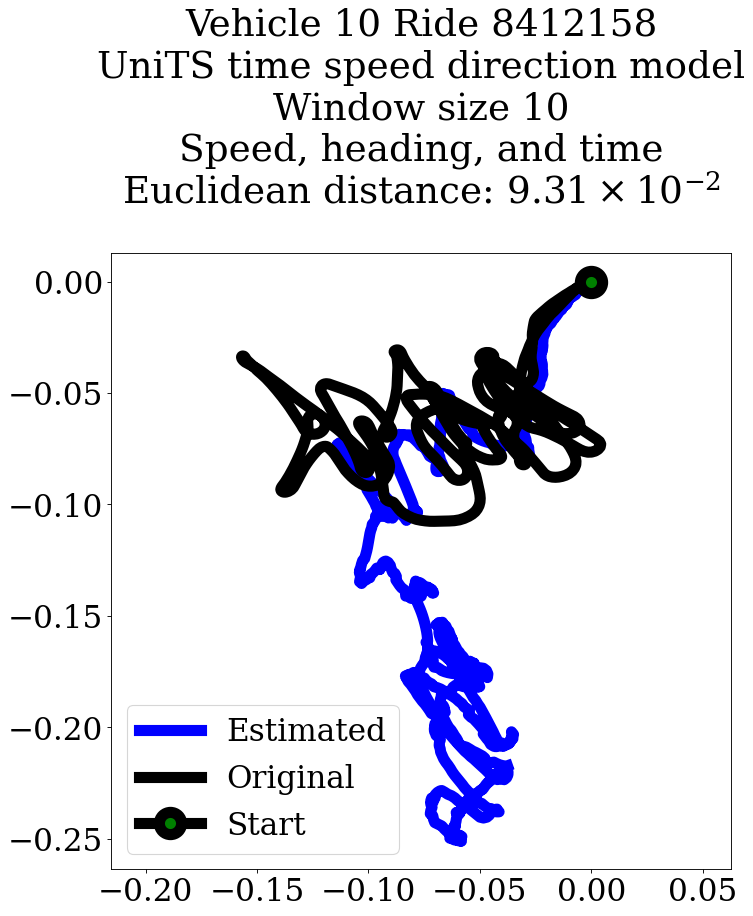 Vehicle 10 Ride 8412158
UniTS time speed direction model
Window size 10
Speed, heading, and time
Euclidean distance: 9.31 × 10⁻²
0.00
−0.05
−0.10
−0.15
−0.20
−0.25
Estimated
Original
Start
−0.20 −0.15 −0.10 −0.05 0.00 0.05